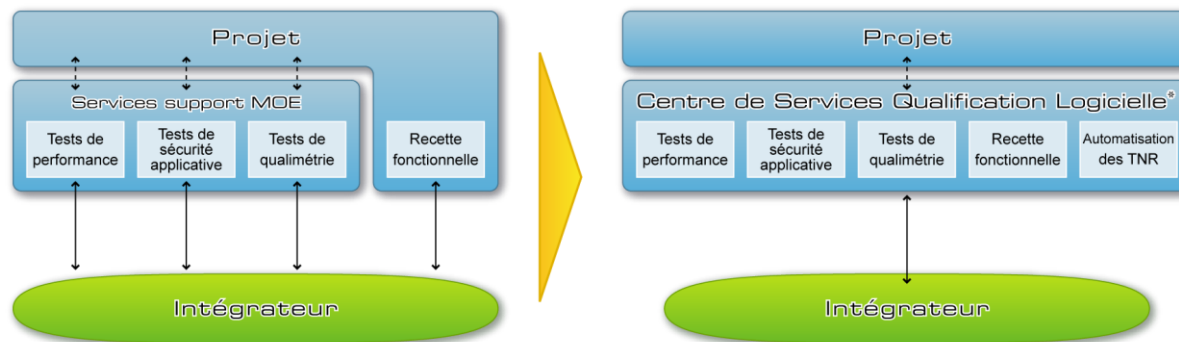 Projet
Services support MOE
Tests de
performance
Tests de
sécurité
applicative
Tests de
qualimétrie
Recette
fonctionnelle
Intégrateur
Projet
Centre de Services Qualification Logicielle*
Tests de
performance
Tests de
sécurité
applicative
Tests de
qualimétrie
Recette
fonctionnelle
Automatisation
des TNR
Intégrateur